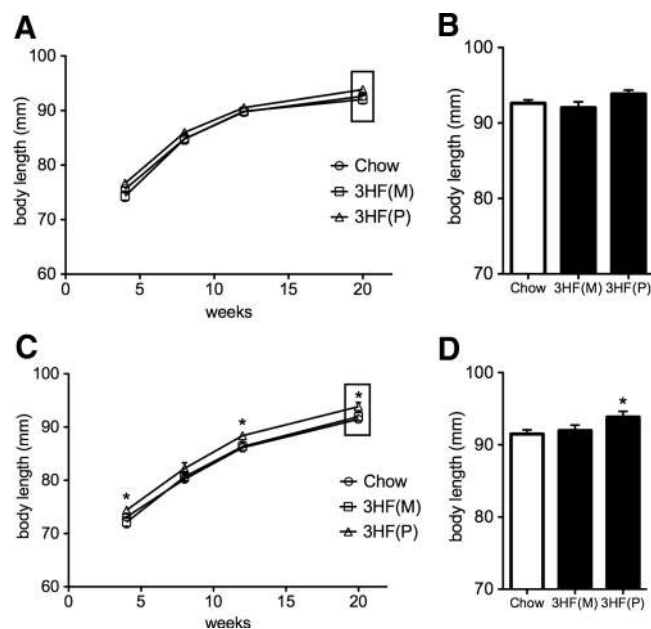 A
body length (mm)
100
90
80
70
60
0
5
10
15
20
weeks
Chow
3HF(M)
3HF(P)
B
body length (mm)
100
90
80
70
Chow
3HF(M)
3HF(P)
C
body length (mm)
100
90
80
70
60
0
5
10
15
20
weeks
*
*
*
Chow
3HF(M)
3HF(P)
D
body length (mm)
100
90
80
70
*
Chow
3HF(M)
3HF(P)